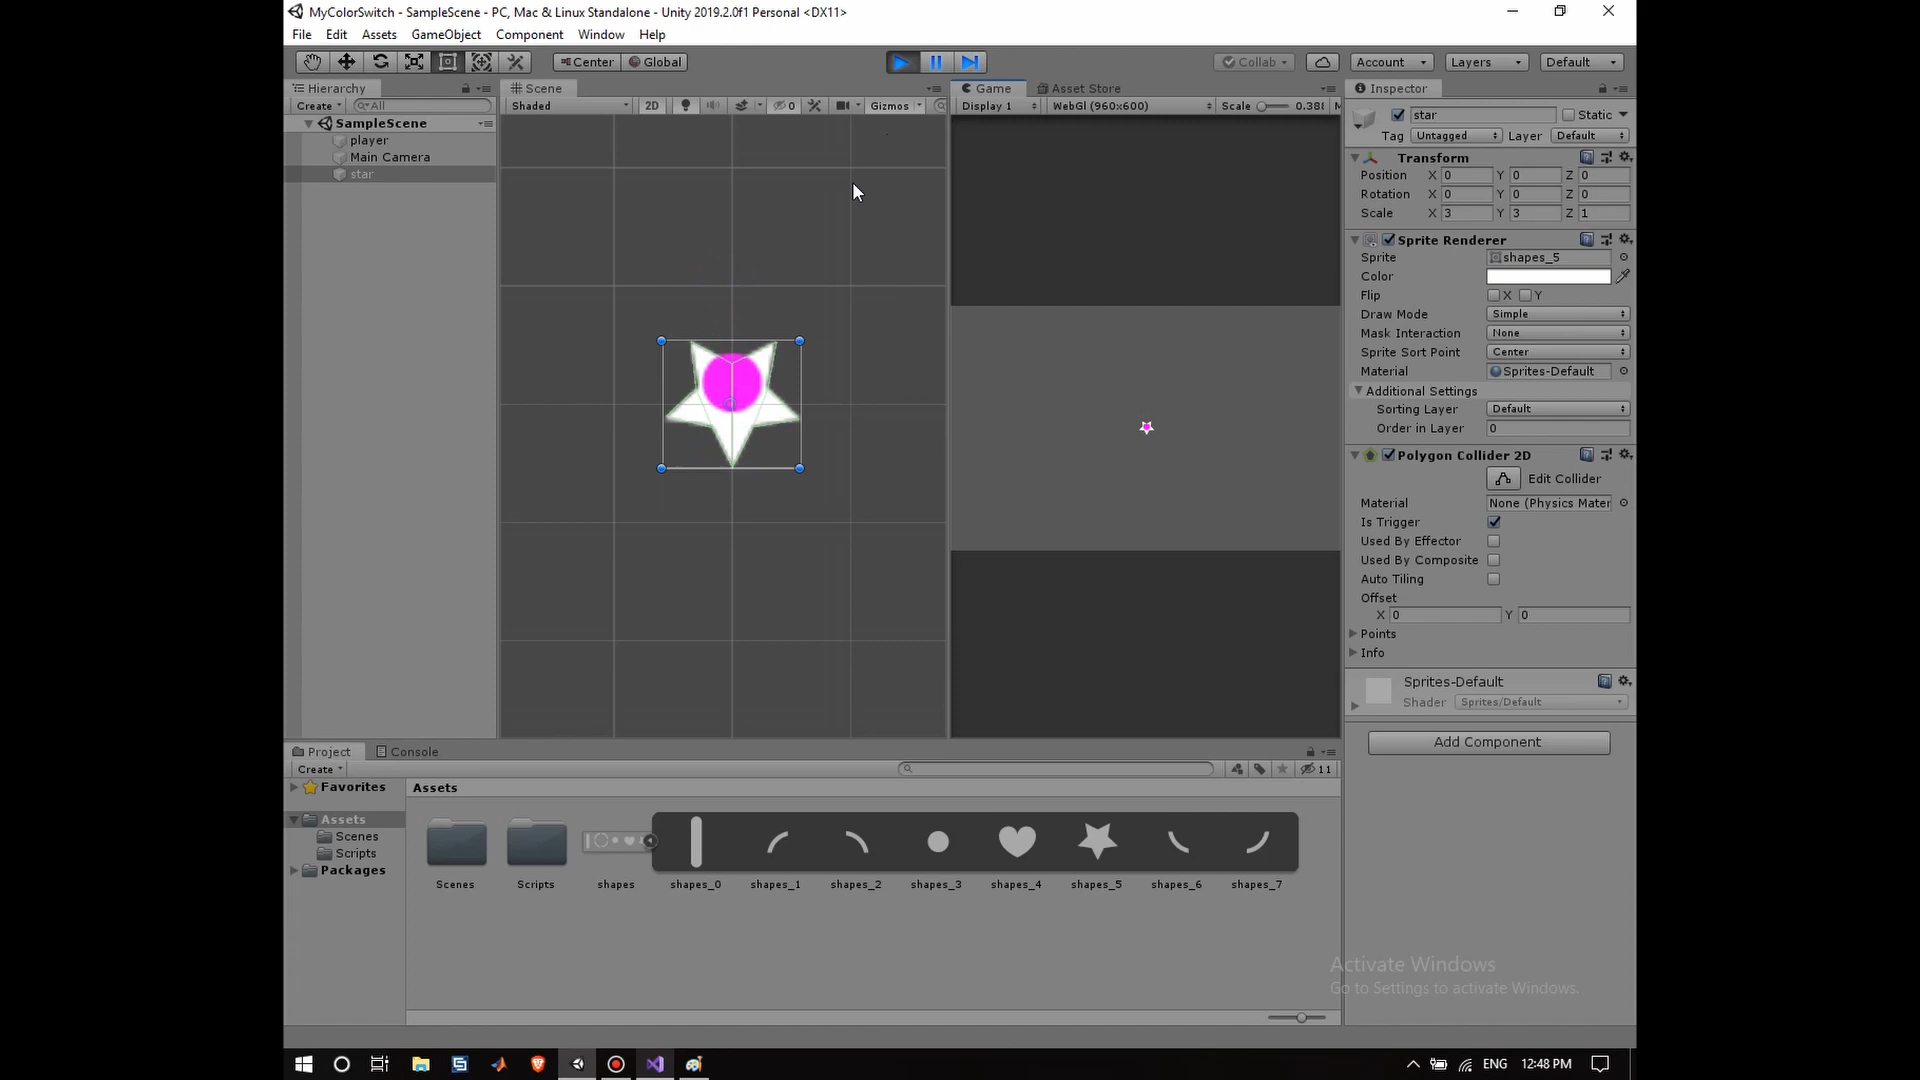 MyColorSwitch - SampleScene - PC, Mac & Linux Standalone - Unity 2019.2.0f1 Personal <DX11>
File Edit Assets GameObject Component Window Help
Center Global Collab Account Layers Default
Hierarchy Scene Game Asset Store Inspector
Create All Shaded 2D 0 Gizmos Display 1 WebGl (960x600) Scale 0.388 M
SampleScene
player
Main Camera
star
star Static
Tag Untagged Layer Default
Transform
Position X 0 Y 0 Z 0
Rotation X 0 Y 0 Z 0
Scale X 3 Y 3 Z 1
Sprite Renderer
Sprite shapes_5
Color
Flip X Y
Draw Mode Simple
Mask Interaction None
Sprite Sort Point Center
Material Sprites-Default
Additional Settings
Sorting Layer Default
Order in Layer 0
Polygon Collider 2D
Edit Collider
Material None (Physics Mater
Is Trigger
Used By Effector
Used By Composite
Auto Tiling
Offset
X 0 Y 0
Points
Info
Sprites-Default
Shader Sprites/Default
Add Component
Project Console
Create 11
Favorites
Assets
Scenes
Scripts
Packages
Assets
Scenes Scripts shapes shapes_0 shapes_1 shapes_2 shapes_3 shapes_4 shapes_5 shapes_6 shapes_7
Activate Windows
Go to Settings to activate Windows.
ENG 12:48 PM